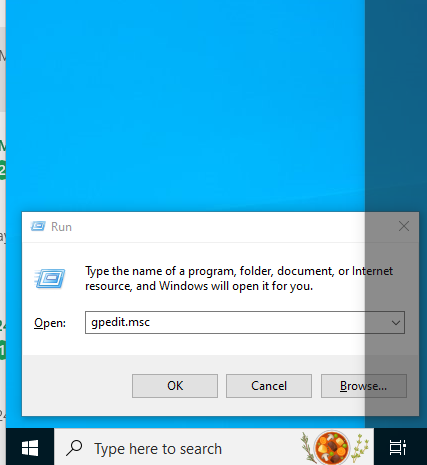 Run
Type the name of a program, folder, document, or Internet
resource, and Windows will open it for you.
Open: gpedit.msc
OK Cancel Browse...
Type here to search